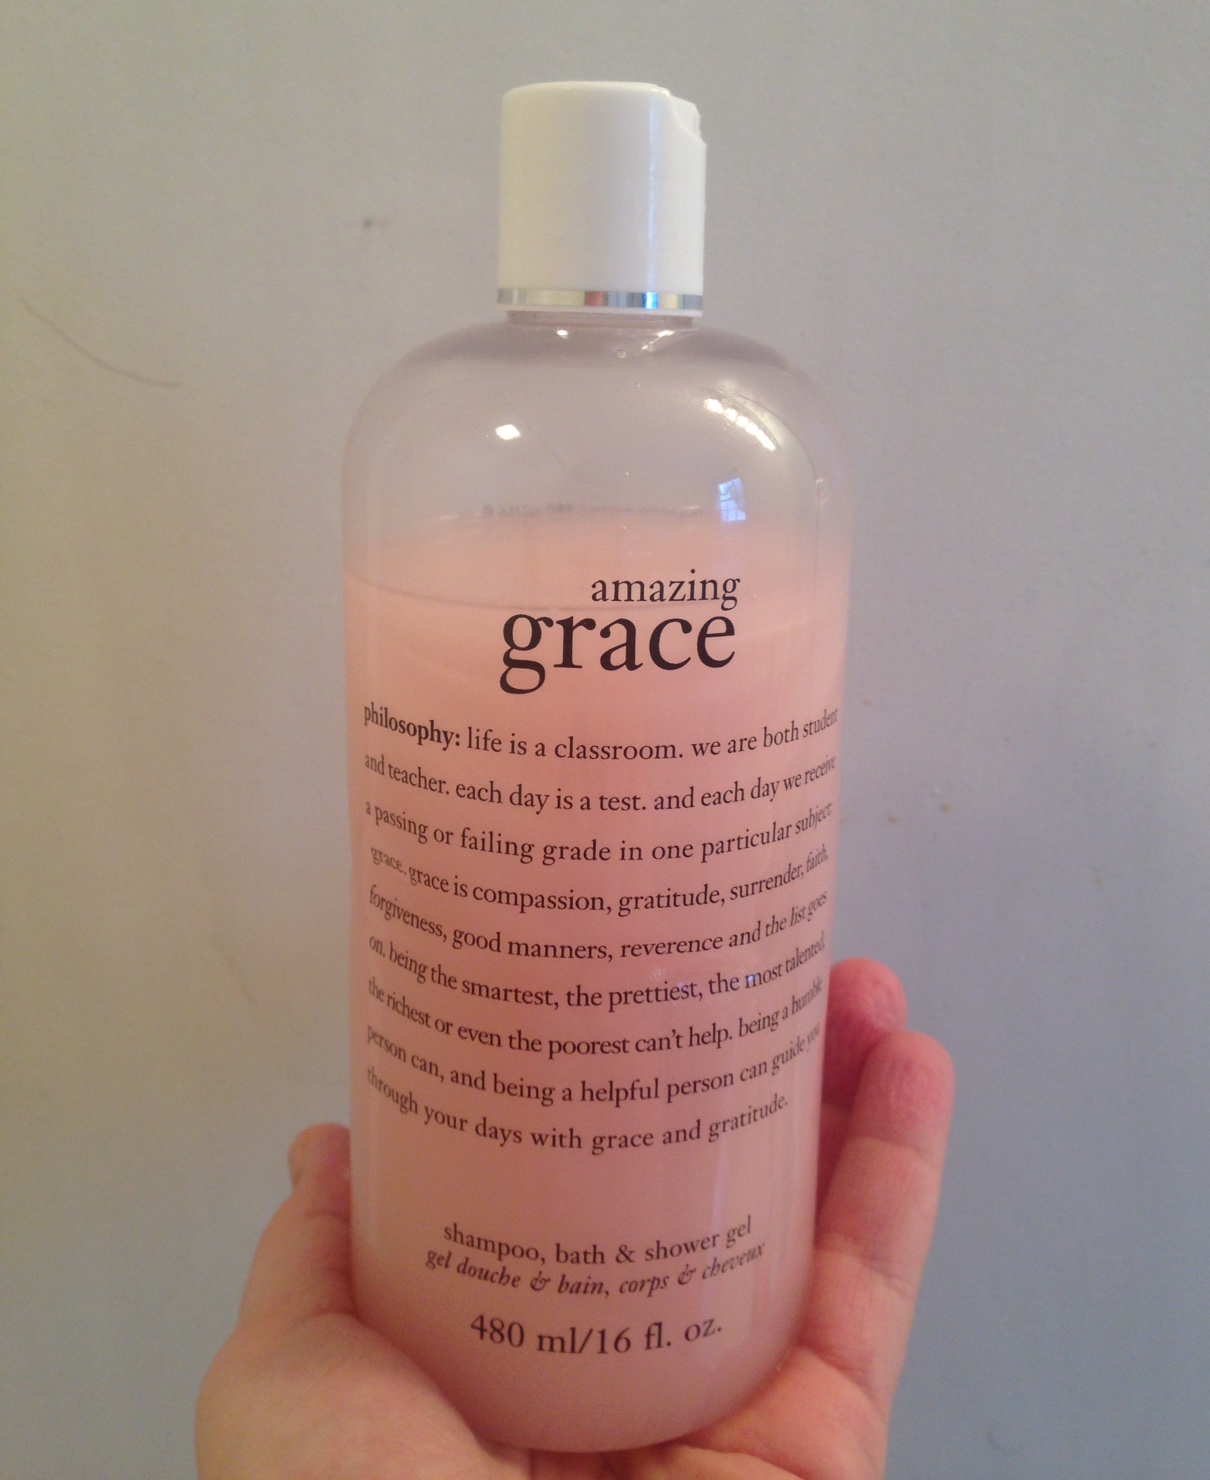 amazing
grace
philosophy: life is a classroom. we are both student
and teacher. each day is a test. and each day we receive
a passing or failing grade in one particular subject:
grace. grace is compassion, gratitude, surrender, faith,
forgiveness, good manners, reverence and the list goes
on. being the smartest, the prettiest, the most talented,
the richest or even the poorest can't help. being a humble
person can, and being a helpful person can guide you
through your days with grace and gratitude.
shampoo, bath & shower gel
gel douche & bain, corps & cheveux
480 ml/16 fl. oz.